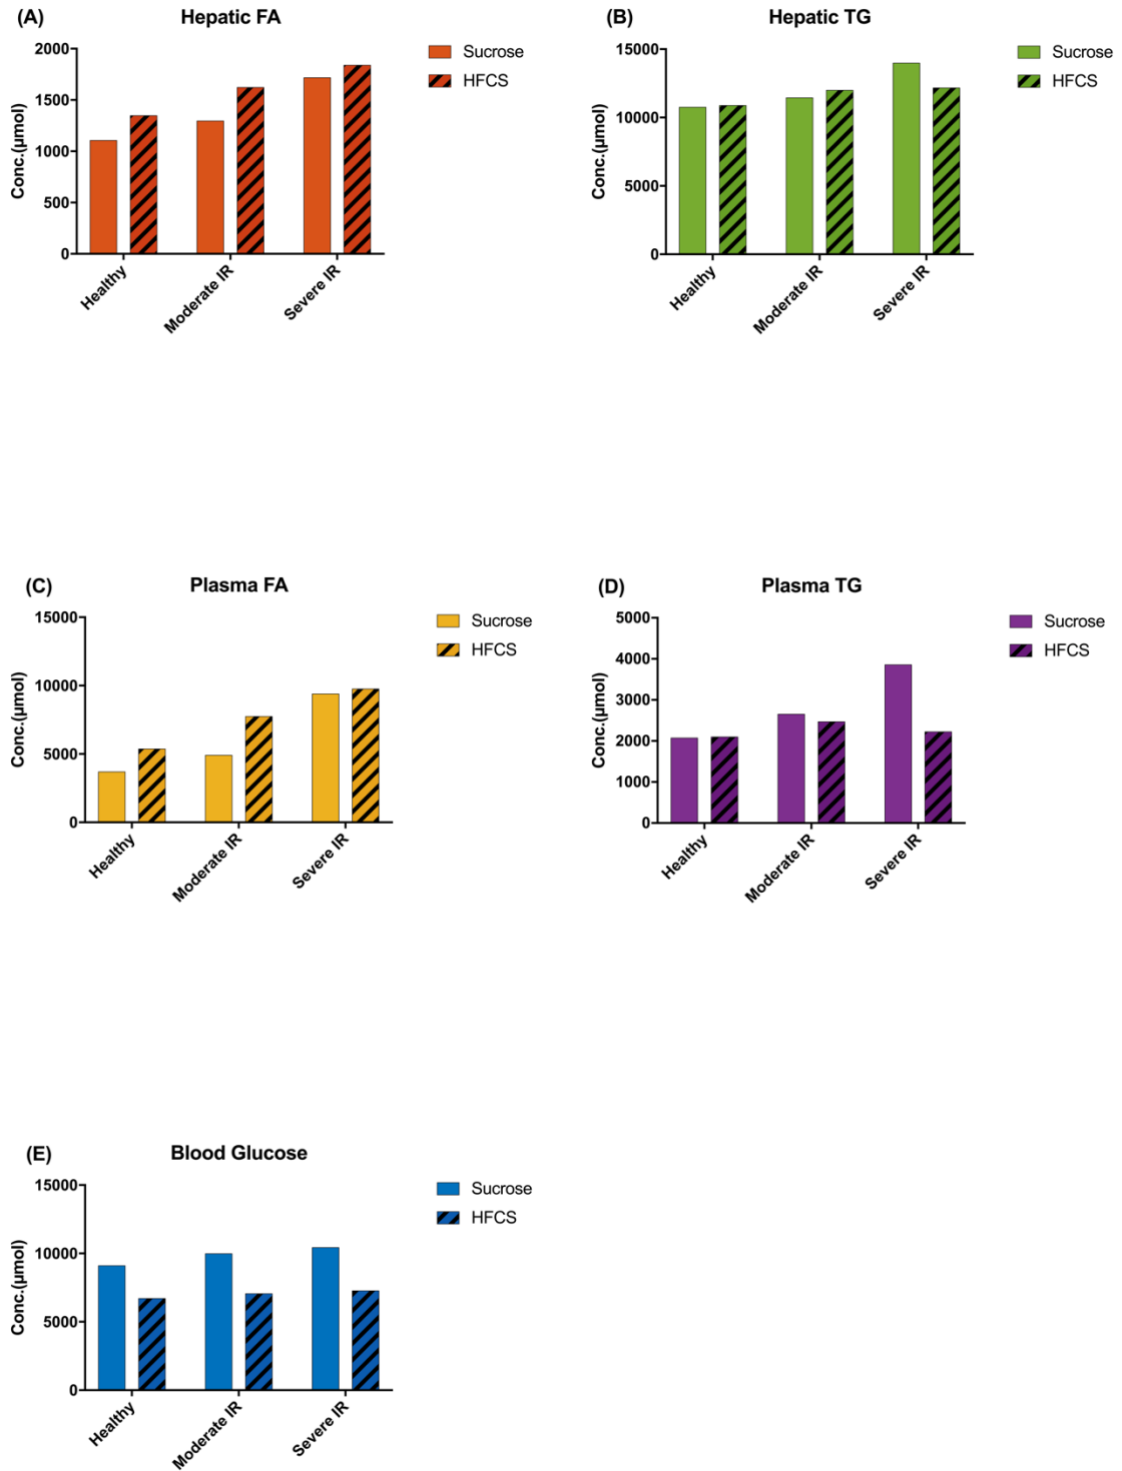 (A) Hepatic FA
Conc.(µmol)
2000
1500
1000
500
0
Healthy
Moderate IR
Severe IR
Sucrose
HFCS
(B) Hepatic TG
Conc.(µmol)
15000
10000
5000
0
Healthy
Moderate IR
Severe IR
Sucrose
HFCS
(C) Plasma FA
Conc.(µmol)
15000
10000
5000
0
Healthy
Moderate IR
Severe IR
Sucrose
HFCS
(D) Plasma TG
Conc.(µmol)
5000
4000
3000
2000
1000
0
Healthy
Moderate IR
Severe IR
Sucrose
HFCS
(E) Blood Glucose
Conc.(µmol)
15000
10000
5000
0
Healthy
Moderate IR
Severe IR
Sucrose
HFCS